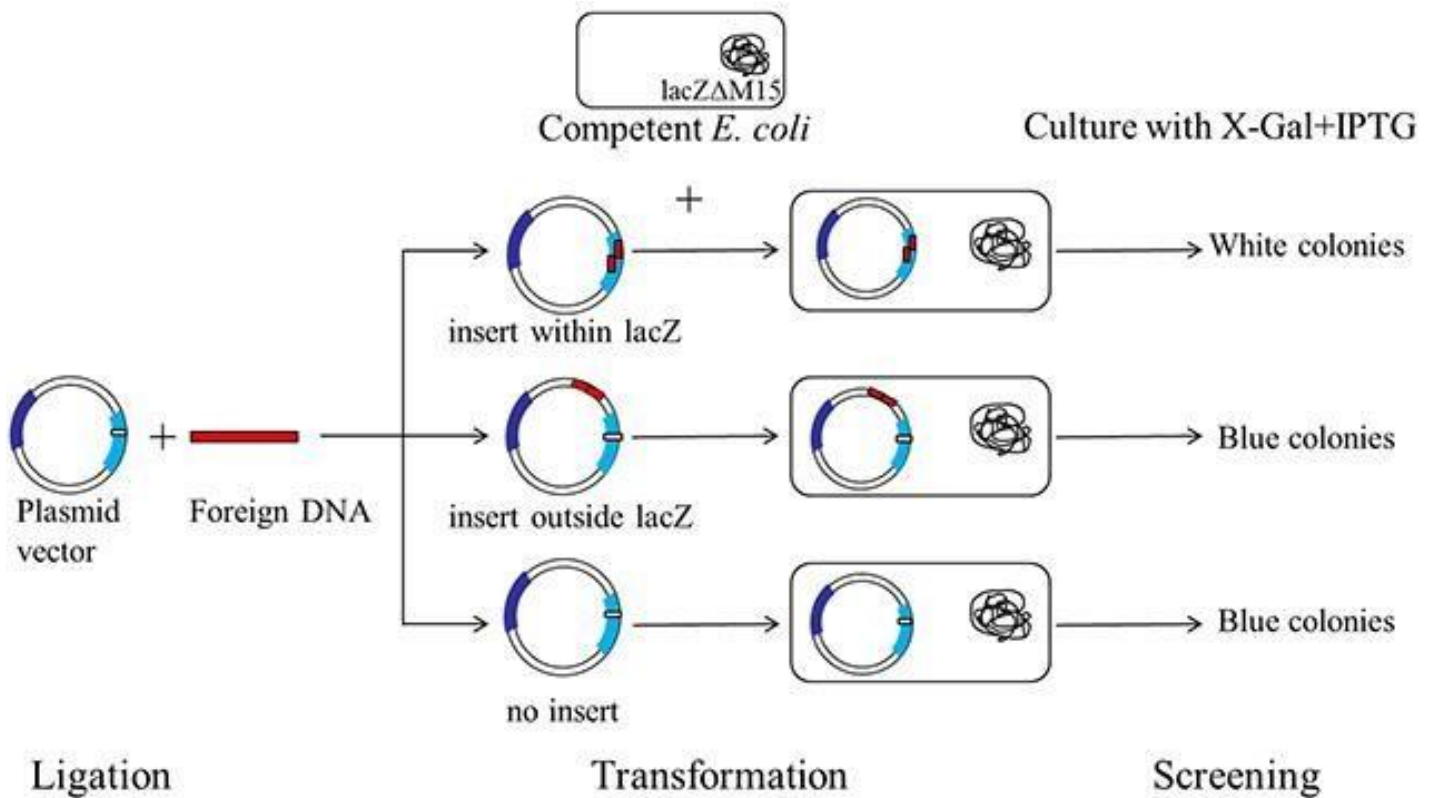 lacZΔM15
Competent E. coli
Culture with X-Gal+IPTG
+
White colonies
insert within lacZ
+
Plasmid
vector
Foreign DNA
Blue colonies
insert outside lacZ
Blue colonies
no insert
Ligation
Transformation
Screening